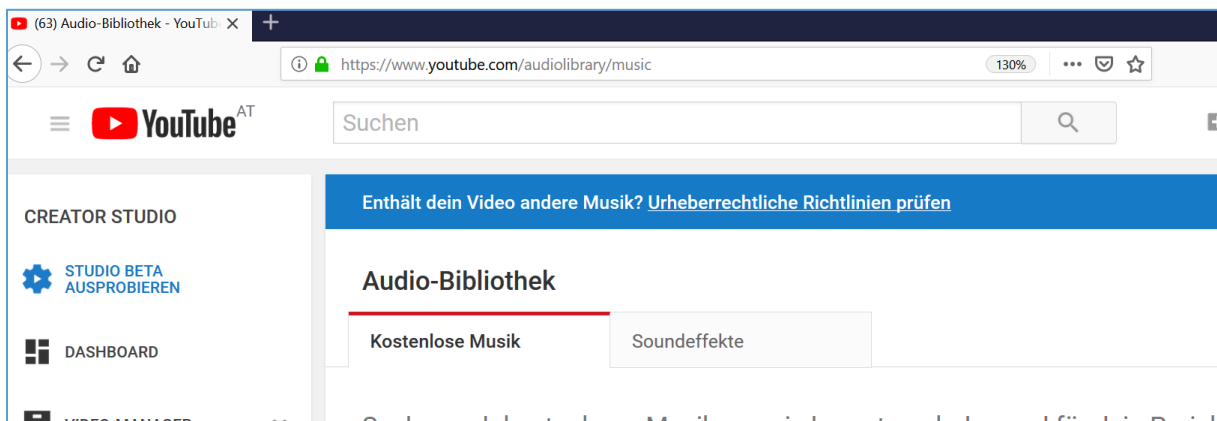 (63) Audio-Bibliothek - YouTub
https://www.youtube.com/audiolibrary/music
130%
YouTube AT
Suchen
CREATOR STUDIO
Enthält dein Video andere Musik? Urheberrechtliche Richtlinien prüfen
STUDIO BETA
AUSPROBIEREN
Audio-Bibliothek
Kostenlose Musik
Soundeffekte
DASHBOARD